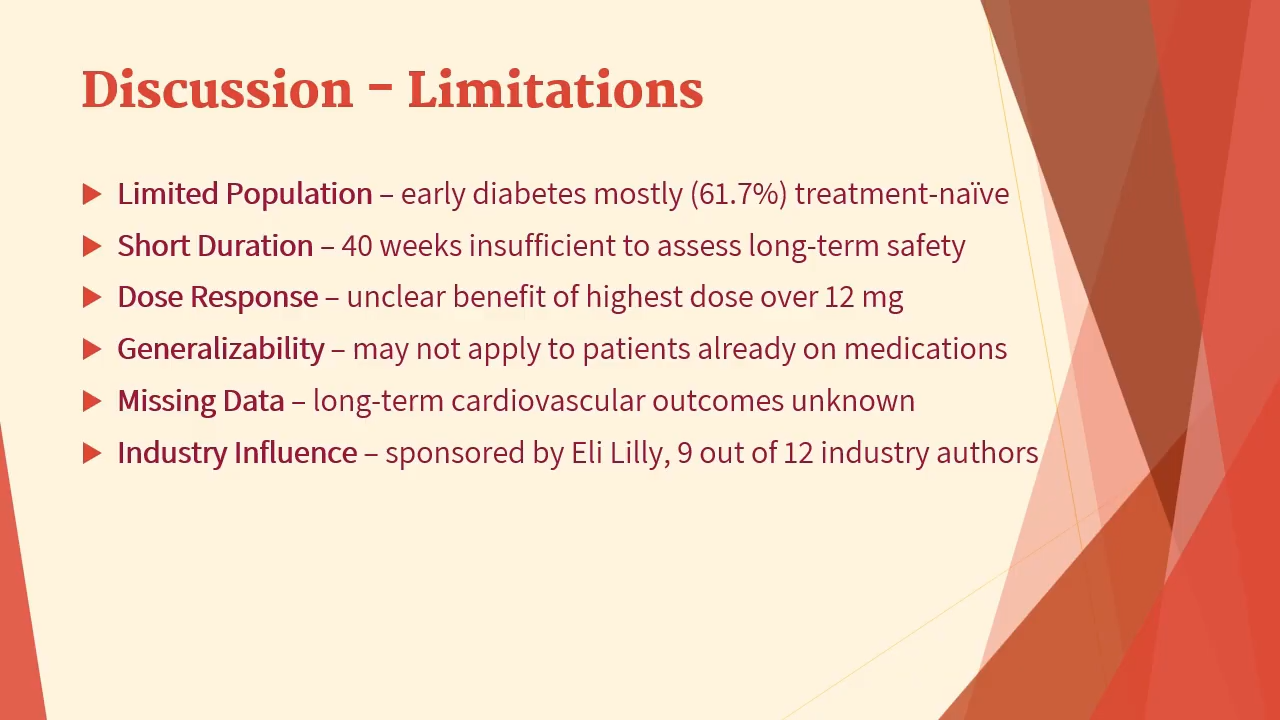 Discussion – Limitations
Limited Population – early diabetes mostly (61.7%) treatment-naïve
Short Duration – 40 weeks insufficient to assess long-term safety
Dose Response – unclear benefit of highest dose over 12 mg
Generalizability – may not apply to patients already on medications
Missing Data – long-term cardiovascular outcomes unknown
Industry Influence – sponsored by Eli Lilly, 9 out of 12 industry authors